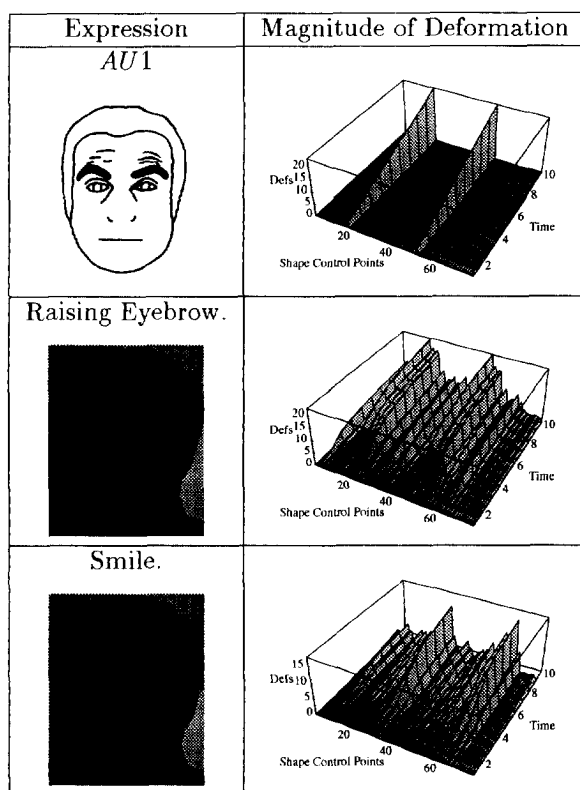 Expression
Magnitude of Deformation
AU1
20
Defs 15
10
5
0
20
40
60
Shape Control Points
2
4
6
8
10
Time
Raising Eyebrow.
20
Defs 15
10
5
0
20
40
60
Shape Control Points
2
4
6
8
10
Time
Smile.
15
10
Defs
5
0
20
40
60
Shape Control Points
2
4
6
8
10
Time